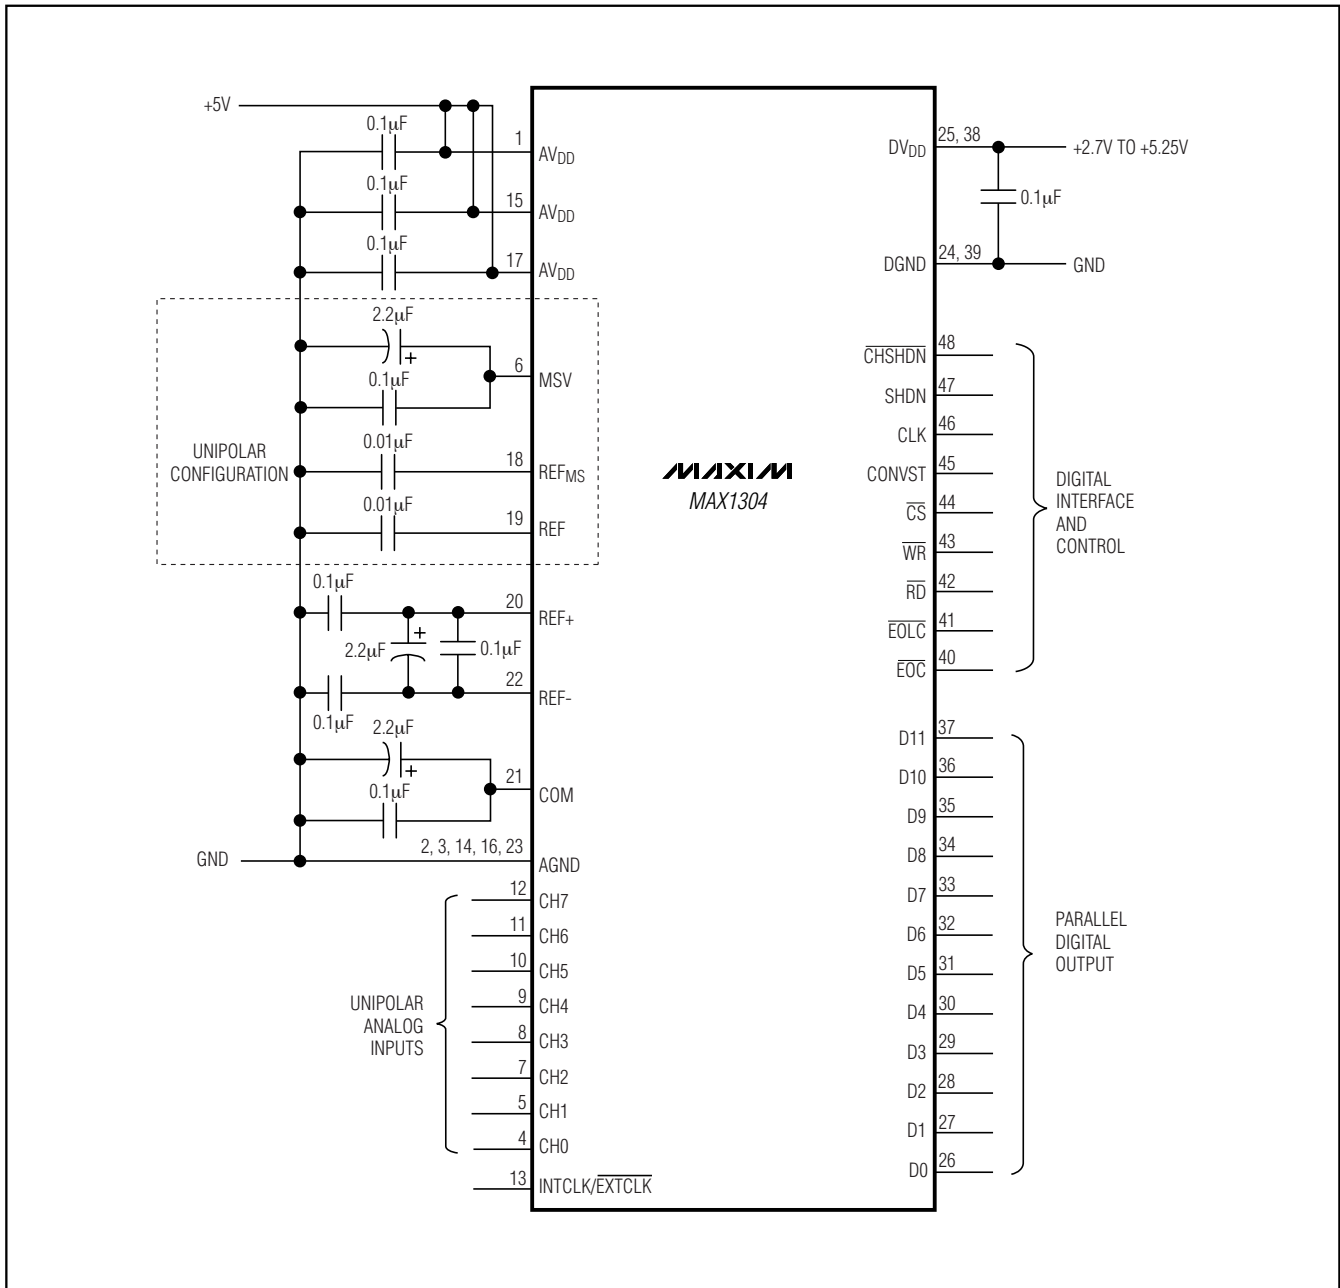 +5V
0.1µF
1
AVDD
0.1µF
15
AVDD
0.1µF
17
AVDD
2.2µF
+
6
MSV
0.1µF
UNIPOLAR
CONFIGURATION
0.01µF
18
REFMS
0.01µF
19
REF
0.1µF
20
REF+
+
2.2µF
0.1µF
22
REF-
0.1µF
2.2µF
+
21
COM
0.1µF
GND
2, 3, 14, 16, 23
AGND
12
CH7
11
CH6
10
CH5
9
CH4
8
CH3
7
CH2
5
CH1
4
CH0
UNIPOLAR
ANALOG
INPUTS
13
INTCLK/EXTCLK
MAXIM
MAX1304
DVDD
25, 38
+2.7V TO +5.25V
0.1µF
DGND
24, 39
GND
CHSHDN
48
SHDN
47
CLK
46
CONVST
45
CS
44
WR
43
RD
42
EOLC
41
EOC
40
DIGITAL
INTERFACE
AND
CONTROL
D11
37
D10
36
D9
35
D8
34
D7
33
D6
32
D5
31
D4
30
D3
29
D2
28
D1
27
D0
26
PARALLEL
DIGITAL
OUTPUT